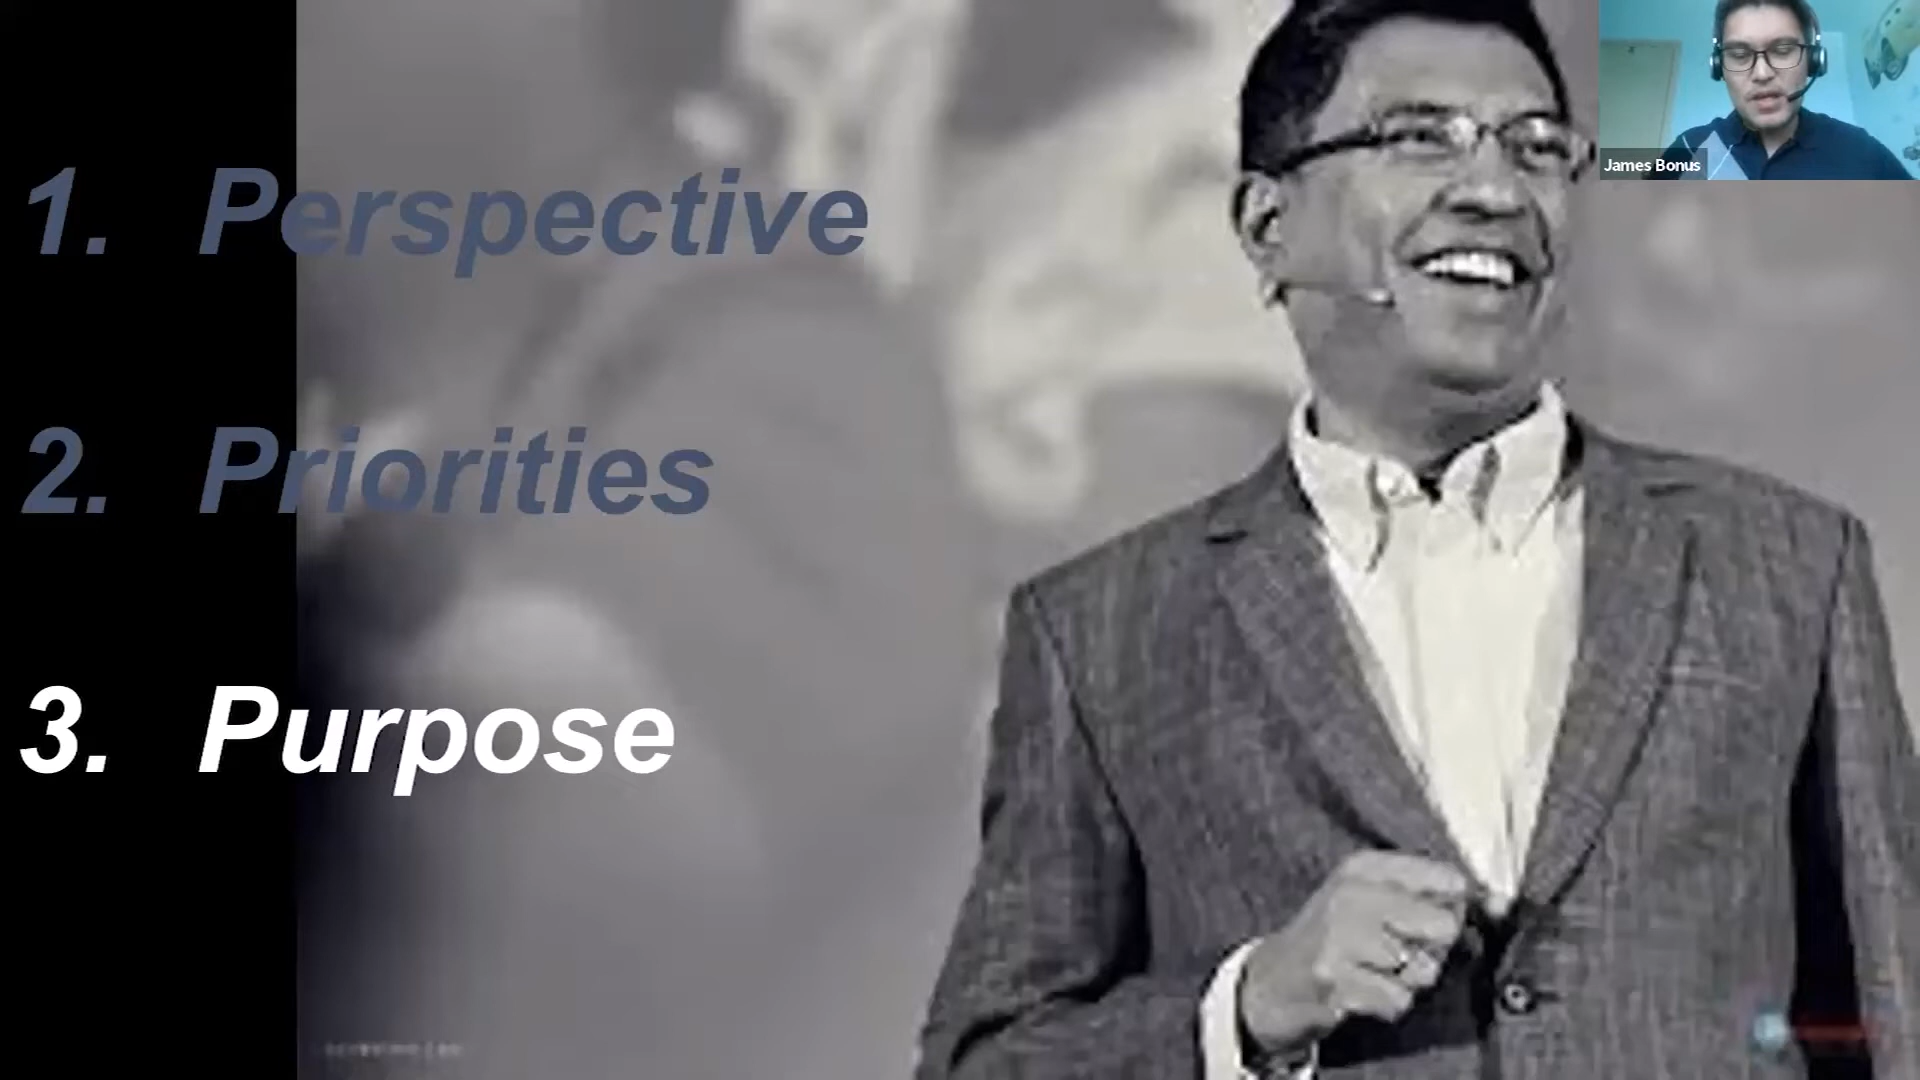 James Bonus
1. Perspective
2. Priorities
3. Purpose